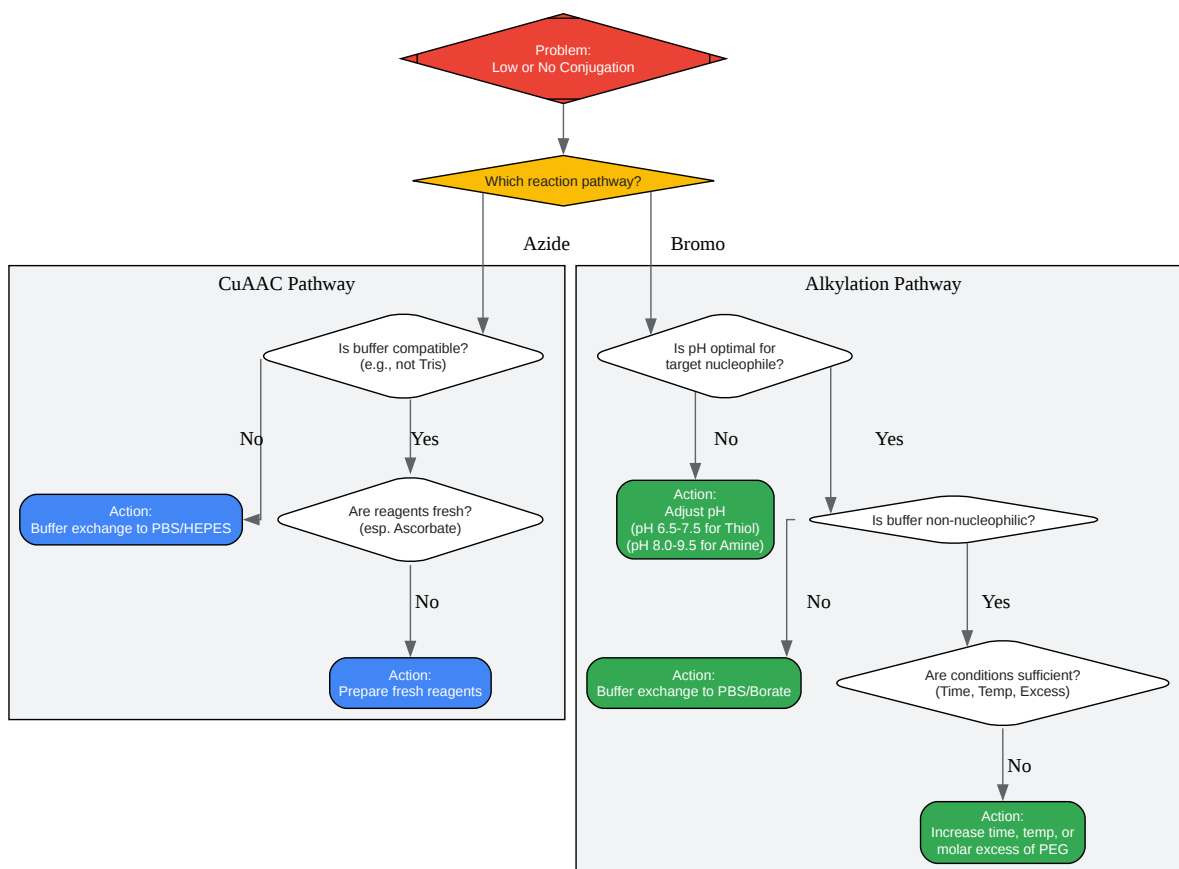 Problem:
Low or No Conjugation
Which reaction pathway?
Azide
Bromo
CuAAC Pathway
Alkylation Pathway
Is buffer compatible?
(e.g., not Tris)
Is pH optimal for
target nucleophile?
No
Yes
No
Yes
Action:
Buffer exchange to PBS/HEPES
Are reagents fresh?
(esp. Ascorbate)
Action:
Adjust pH
(pH 6.5-7.5 for Thiol)
(pH 8.0-9.5 for Amine)
Is buffer non-nucleophilic?
No
No
Yes
Action:
Prepare fresh reagents
Action:
Buffer exchange to PBS/Borate
Are conditions sufficient?
(Time, Temp, Excess)
No
Action:
Increase time, temp, or
molar excess of PEG